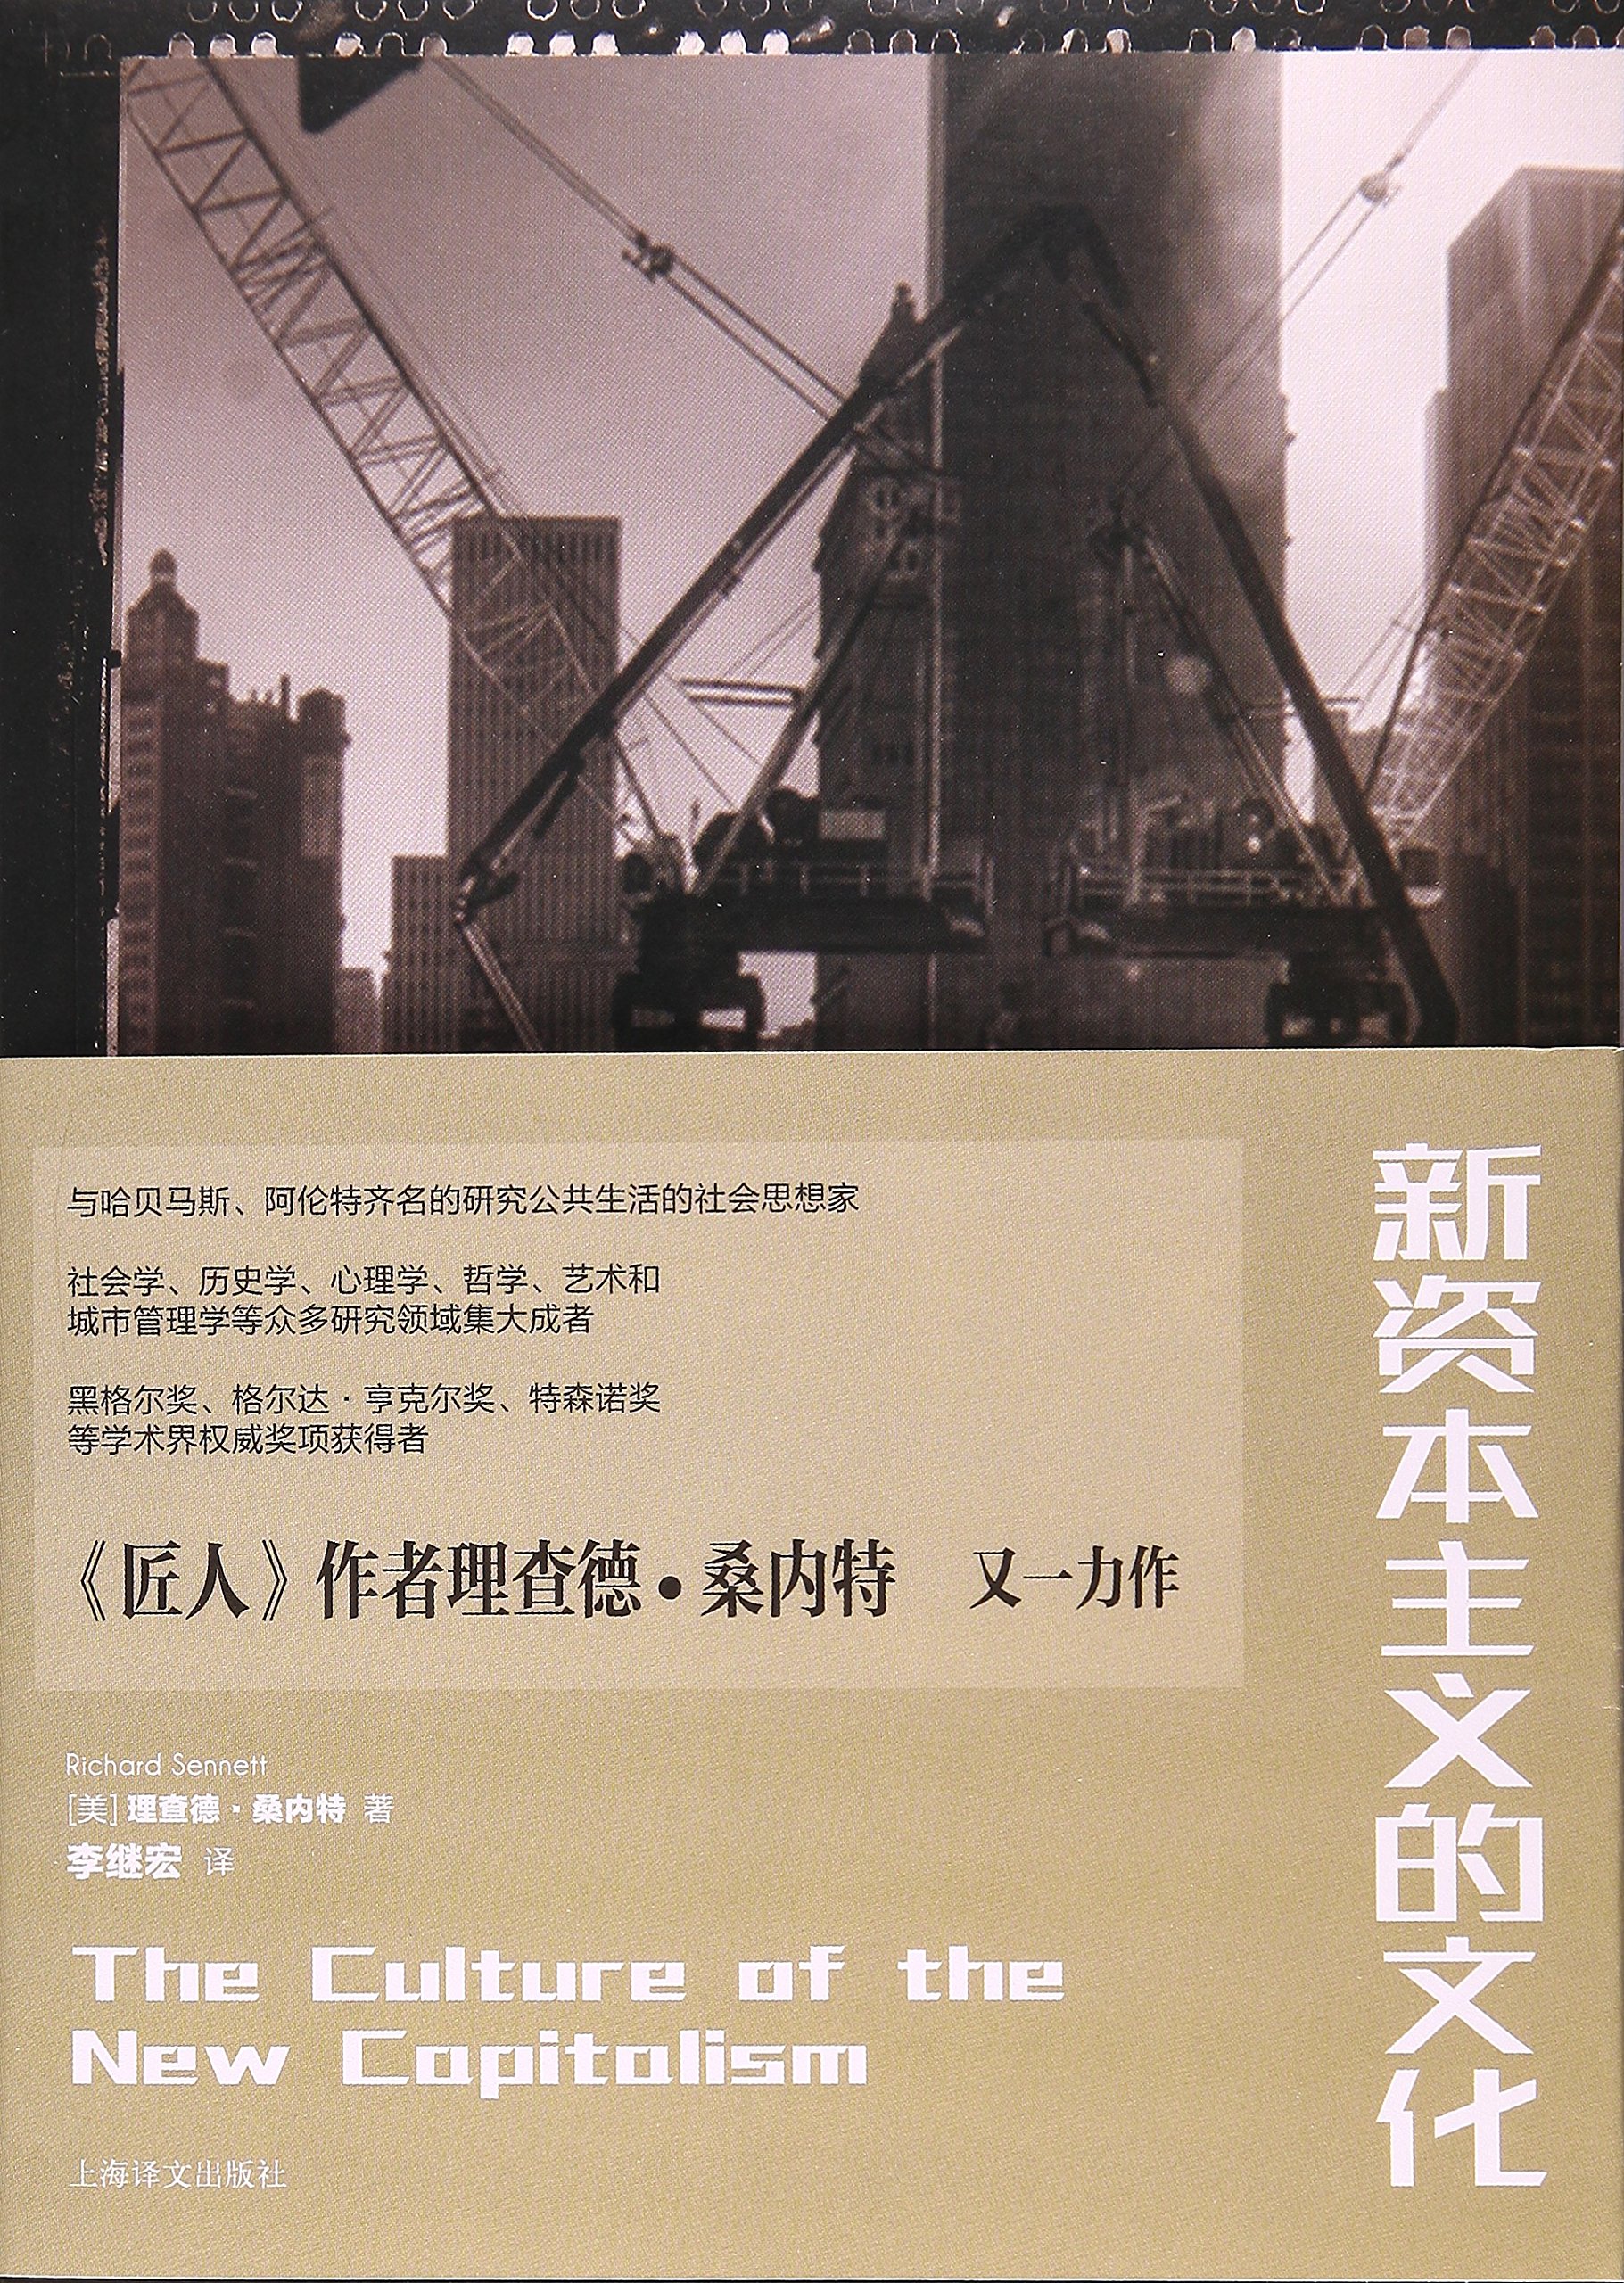 与哈贝马斯、阿伦特齐名的研究公共生活的社会思想家
社会学、历史学、心理学、哲学、艺术和
城市管理学等众多研究领域集大成者
黑格尔奖、格尔达·亨克尔奖、特森诺奖
等学术界权威奖项获得者
《匠人》作者理查德·桑内特 又一力作
新资本主义的文化
Richard Sennett
[美] 理查德·桑内特 著
李继宏 译
The Culture of the
New Capitalism
上海译文出版社